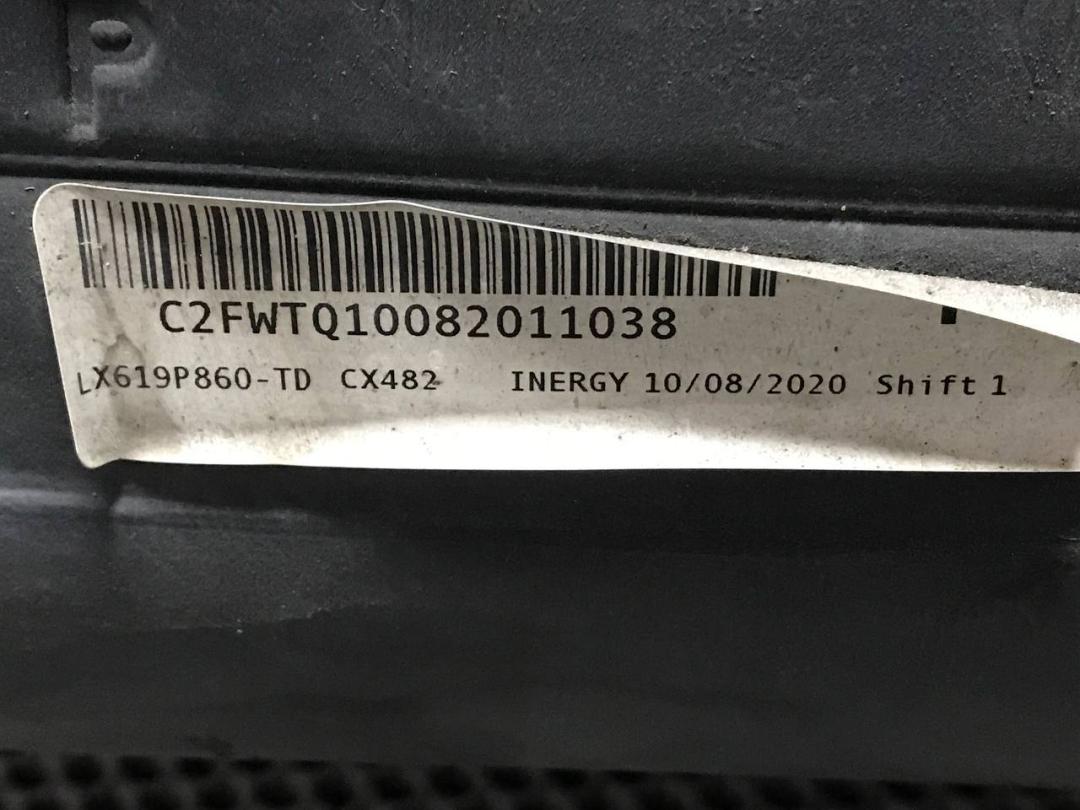 P
C2FWTQ10082011038
LX619P860-TD CX482 INERGY 10/08/2020 Shift 1